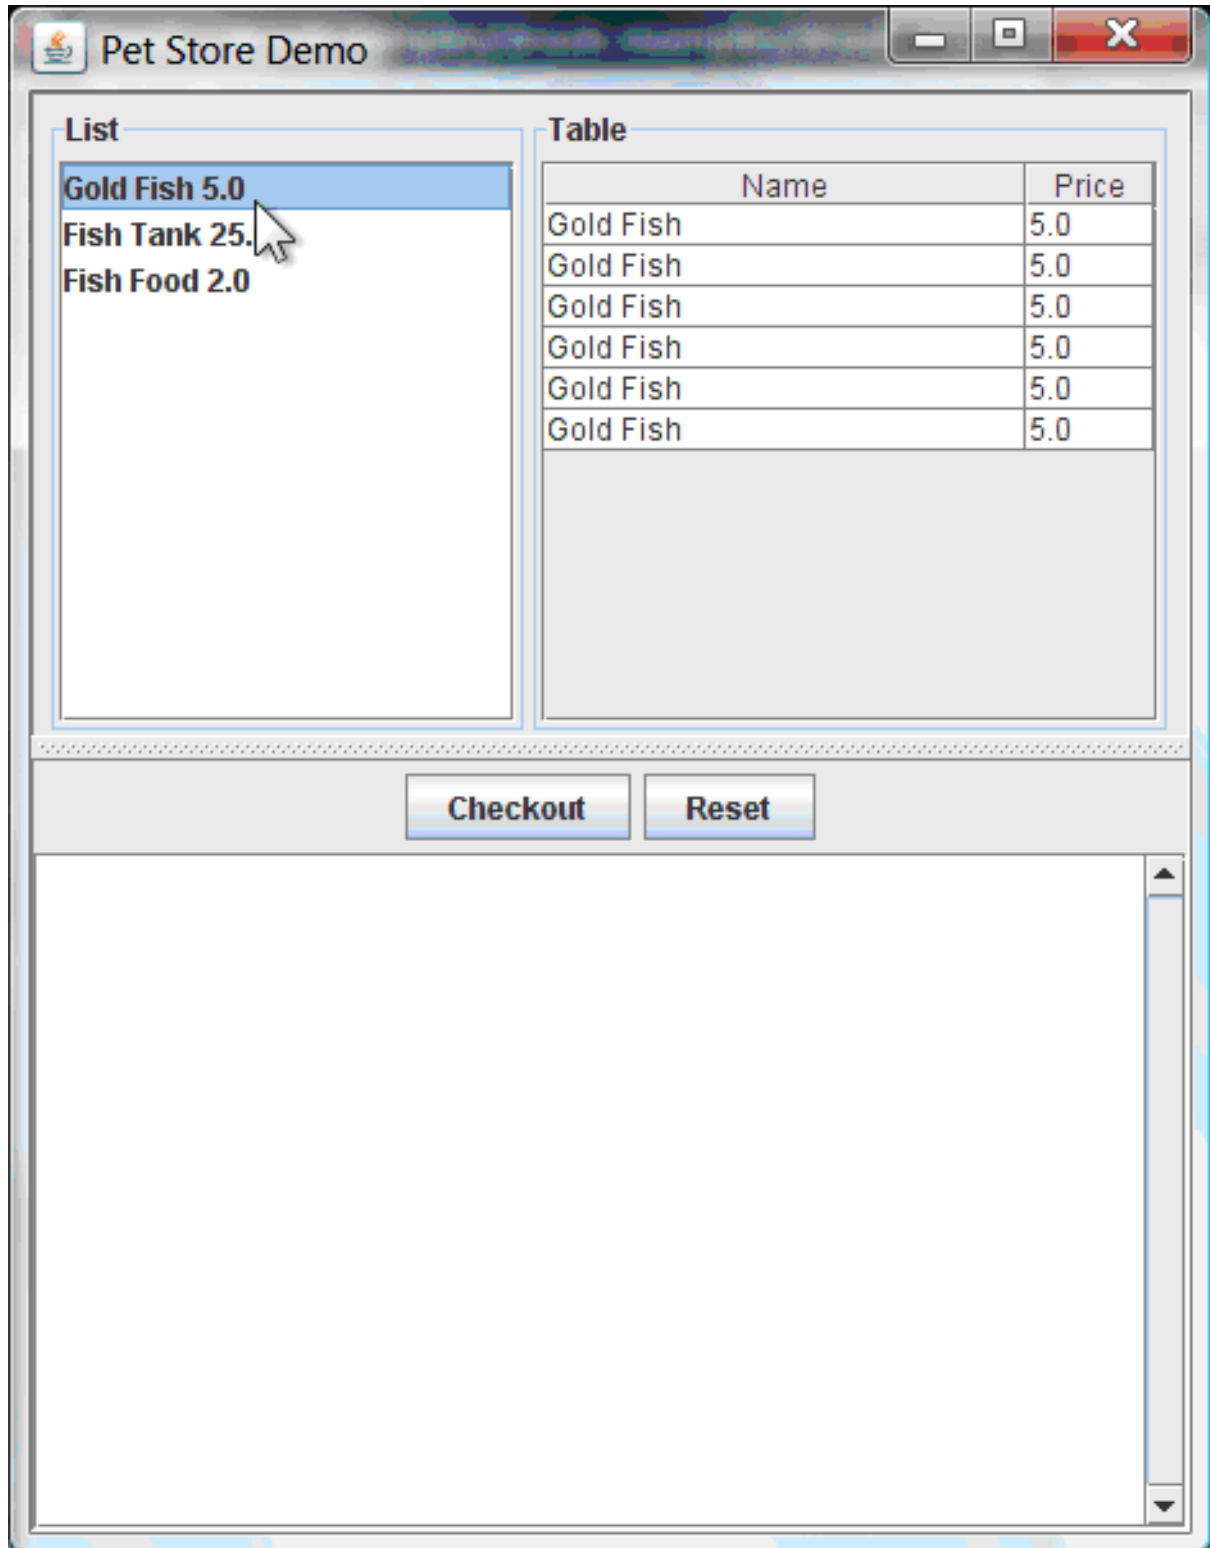 Pet Store Demo
List
Gold Fish 5.0
Fish Tank 25.
Fish Food 2.0
Table
Name Price
Gold Fish 5.0
Gold Fish 5.0
Gold Fish 5.0
Gold Fish 5.0
Gold Fish 5.0
Gold Fish 5.0
Checkout Reset